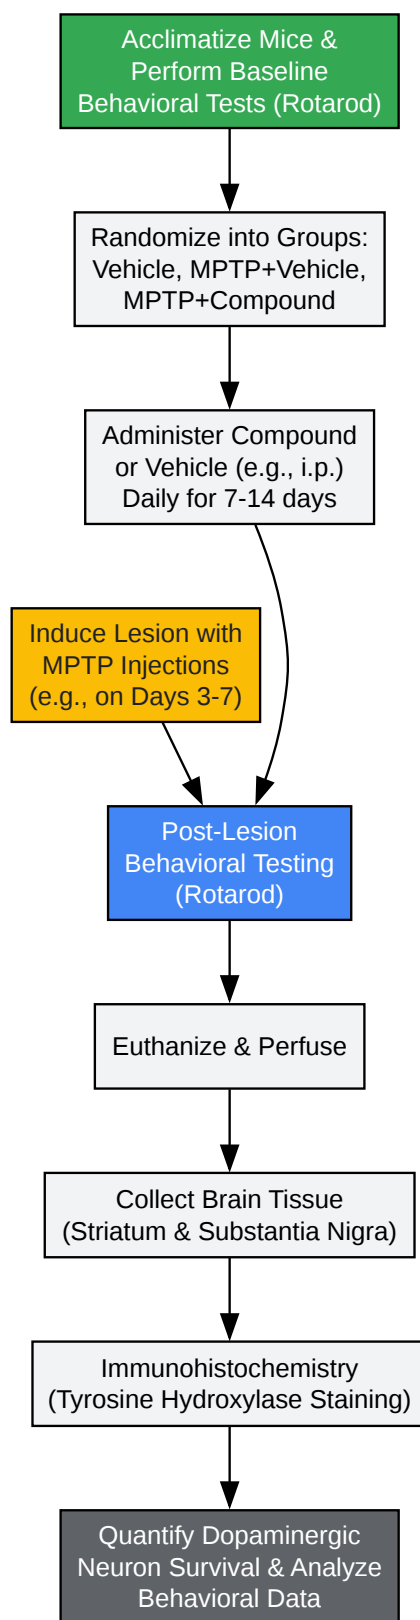 Acclimatize Mice &
Perform Baseline
Behavioral Tests (Rotarod)
Randomize into Groups:
Vehicle, MPTP+Vehicle,
MPTP+Compound
Administer Compound
or Vehicle (e.g., i.p.)
Daily for 7-14 days
Induce Lesion with
MPTP Injections
(e.g., on Days 3-7)
Post-Lesion
Behavioral Testing
(Rotarod)
Euthanize & Perfuse
Collect Brain Tissue
(Striatum & Substantia Nigra)
Immunohistochemistry
(Tyrosine Hydroxylase Staining)
Quantify Dopaminergic
Neuron Survival & Analyze
Behavioral Data